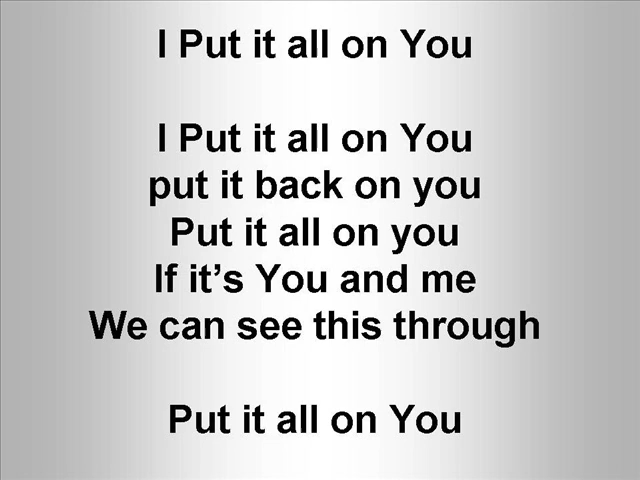 I Put it all on You
I Put it all on You
put it back on you
Put it all on you
If it’s You and me
We can see this through
Put it all on You